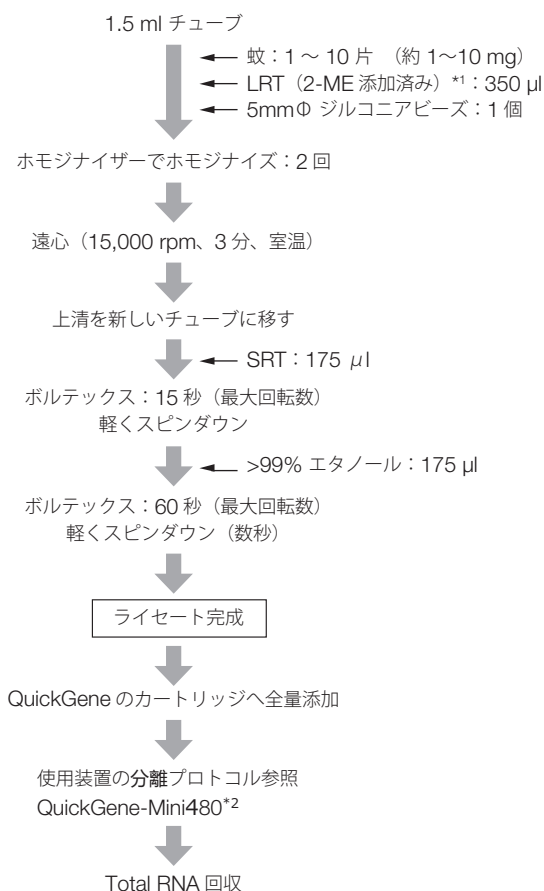 1.5 ml チューブ
蚊：1 ～ 10 片 （約 1～10 mg）
LRT（2-ME 添加済み）*1：350 µl
5mmΦ ジルコニアビーズ：1 個
ホモジナイザーでホモジナイズ：2 回
遠心（15,000 rpm、3 分、室温）
上清を新しいチューブに移す
SRT：175 μl
ボルテックス：15 秒（最大回転数）
軽くスピンダウン
>99% エタノール：175 µl
ボルテックス：60 秒（最大回転数）
軽くスピンダウン（数秒）
ライセート完成
QuickGene のカートリッジへ全量添加
使用装置の分離プロトコル参照
QuickGene-Mini480*2
Total RNA 回収